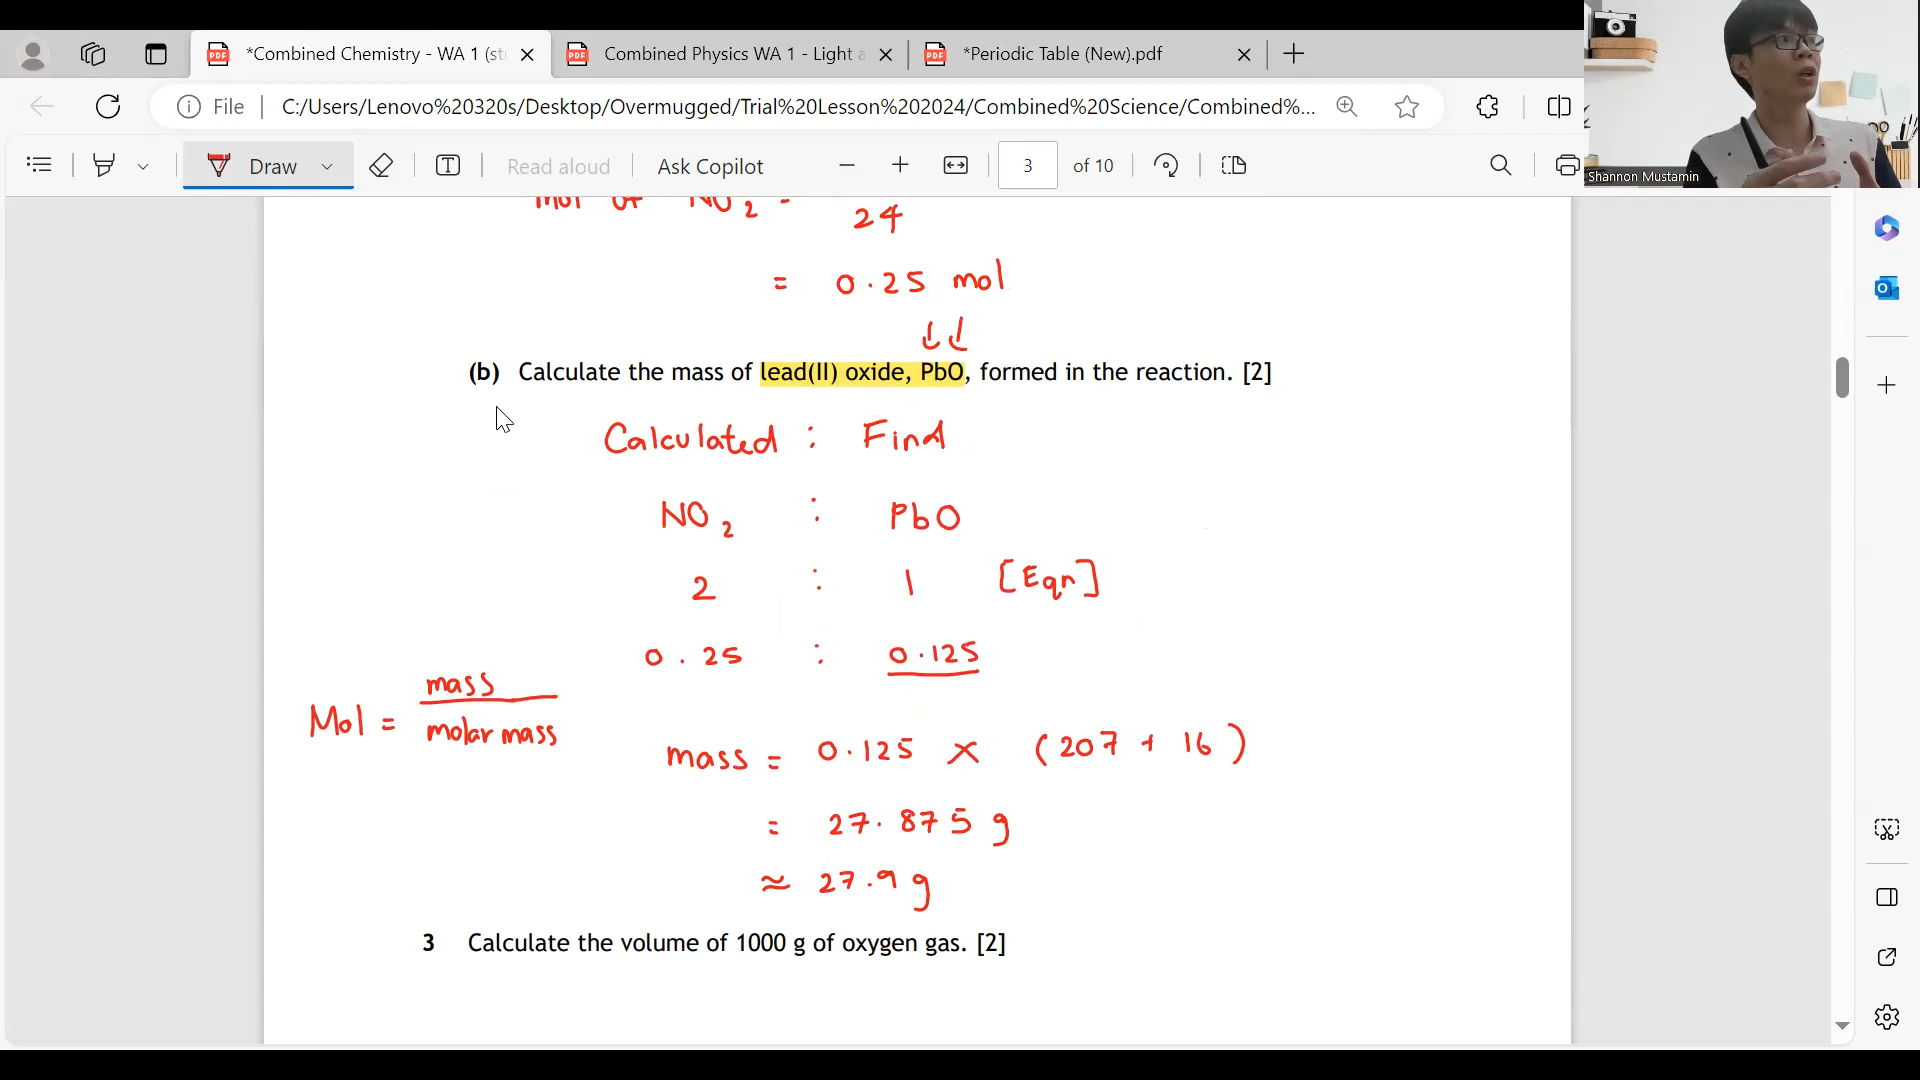 *Combined Chemistry - WA 1 (st
Combined Physics WA 1 - Light a
*Periodic Table (New).pdf
File
C:/Users/Lenovo%20320s/Desktop/Overmugged/Trial%20Lesson%202024/Combined%20Science/Combined%...
Draw
Read aloud
Ask Copilot
3 of 10
Shannon Mustamin
Mol of NO2 =
24
= 0.25 mol
(b) Calculate the mass of lead(II) oxide, PbO, formed in the reaction. [2]
Calculated : Find
NO2 : PbO
2 : 1 [Eqn]
0.25 : 0.125
Mol = mass
molar mass
mass = 0.125 × (207 + 16)
= 27.875 g
≈ 27.9 g
3 Calculate the volume of 1000 g of oxygen gas. [2]